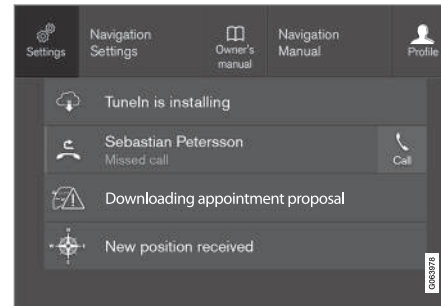 Settings
Navigation
Settings
Owner's
manual
Navigation
Manual
Profile
TuneIn is installing
Sebastian Petersson
Missed call
Call
Downloading appointment proposal
New position received
G063978